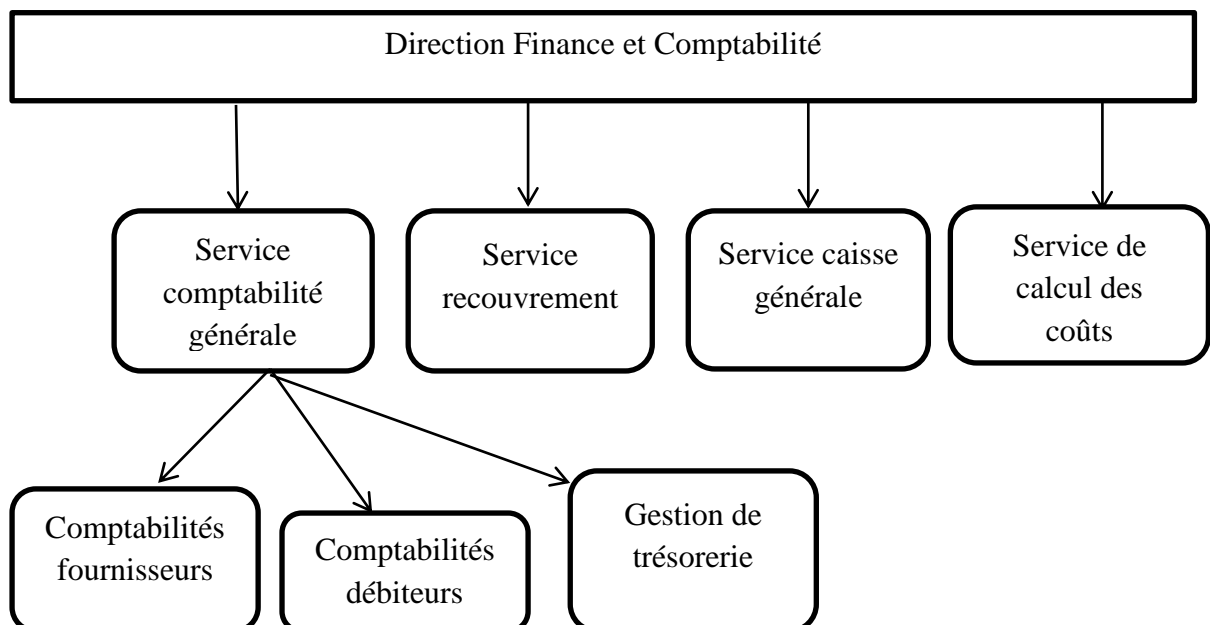 Direction Finance et Comptabilité
Service
comptabilité
générale
Service
recouvrement
Service caisse
générale
Service de
calcul des
coûts
Comptabilités
fournisseurs
Comptabilités
débiteurs
Gestion de
trésorerie